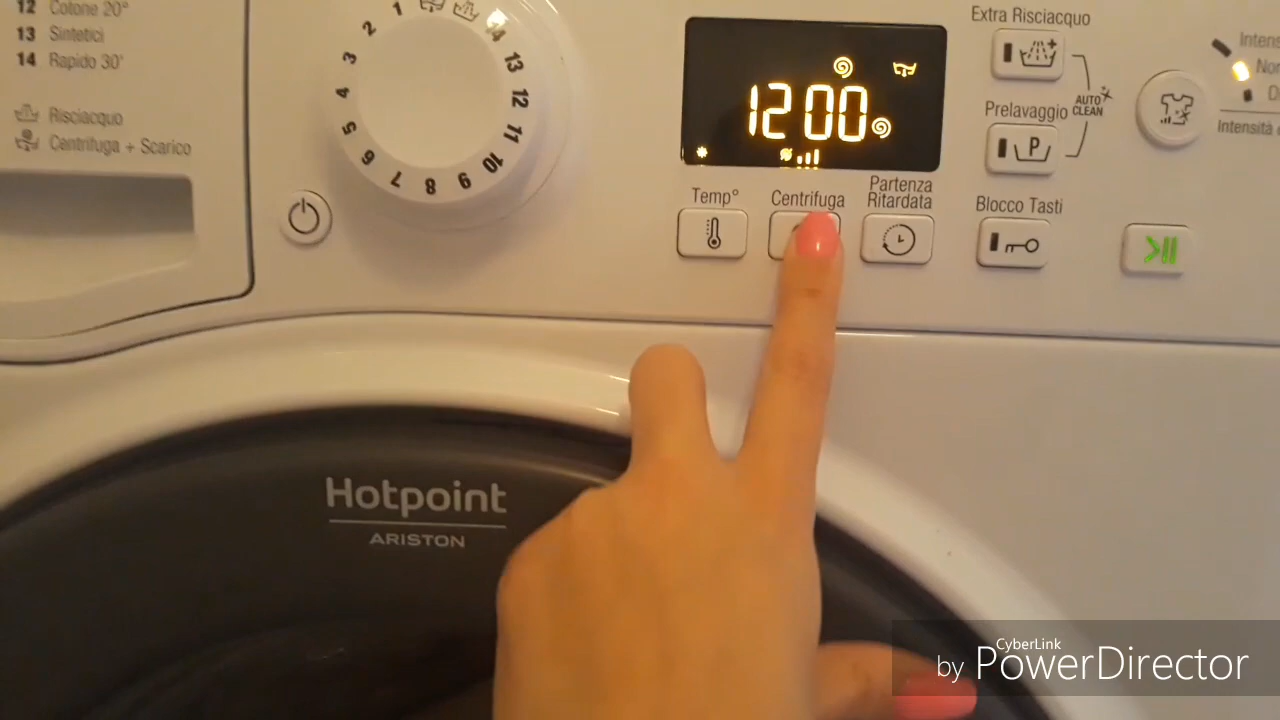 12 Cotone 20°
13 Sintetici
14 Rapido 30'
Risciacquo
Centrifuga + Scarico
1
2
3
4
5
6
7
8
9
10
11
12
13
14
1200
Temp°
Centrifuga
Partenza
Ritardata
Extra Risciacquo
Prelavaggio
P
AUTO
CLEAN
Blocco Tasti
Intensità
Hotpoint
ARISTON
CyberLink
by PowerDirector